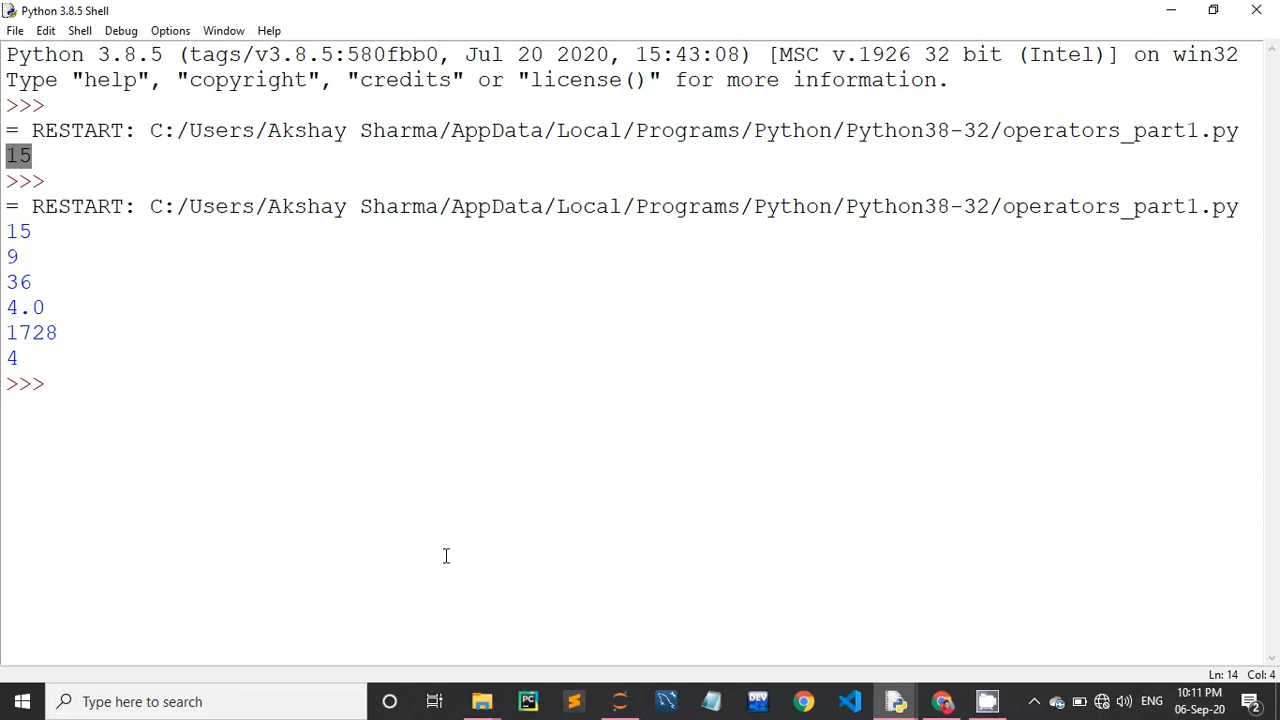 Python 3.8.5 Shell
File Edit Shell Debug Options Window Help
Python 3.8.5 (tags/v3.8.5:580fbb0, Jul 20 2020, 15:43:08) [MSC v.1926 32 bit (Intel)] on win32
Type "help", "copyright", "credits" or "license()" for more information.
>>>
= RESTART: C:/Users/Akshay Sharma/AppData/Local/Programs/Python/Python38-32/operators_part1.py
15
>>>
= RESTART: C:/Users/Akshay Sharma/AppData/Local/Programs/Python/Python38-32/operators_part1.py
15
9
36
4.0
1728
4
>>>
Ln: 14 Col: 4
Type here to search
PC
DEV
ENG
10:11 PM
06-Sep-20
2